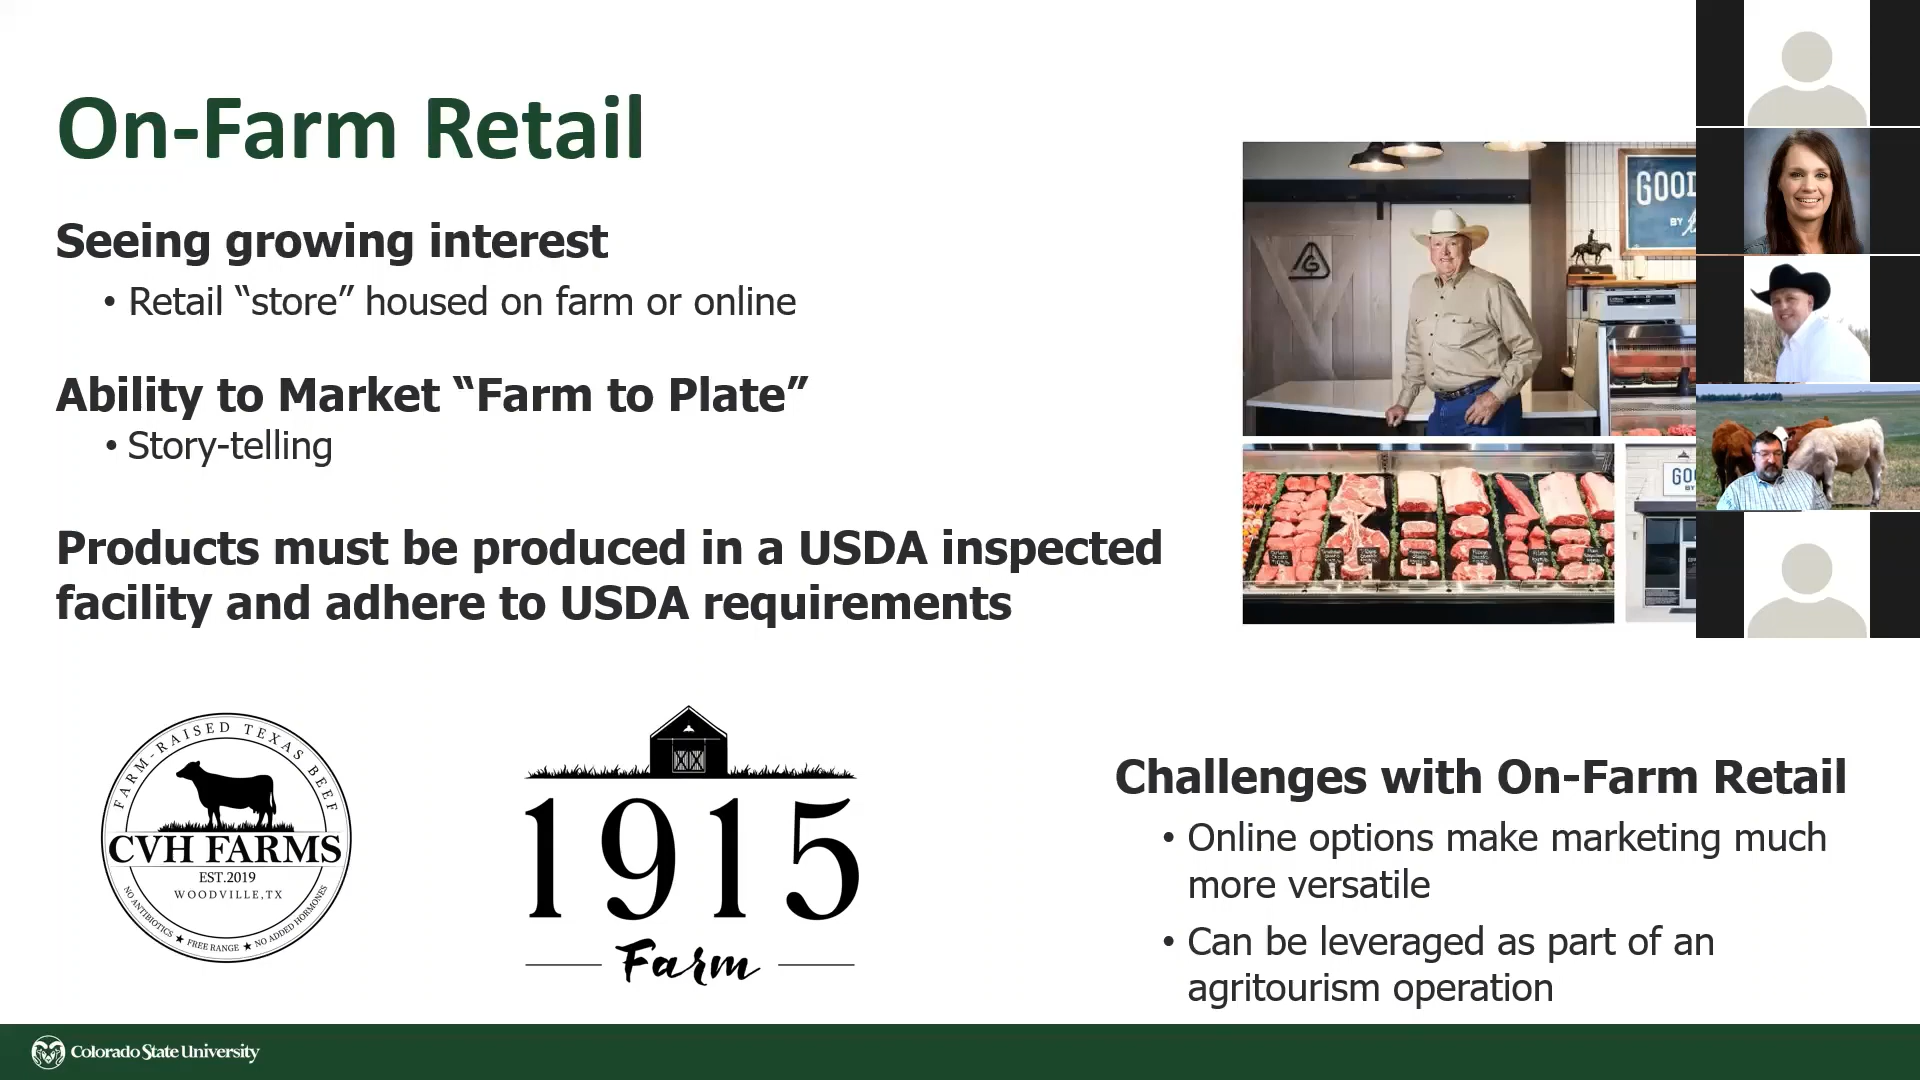 On-Farm Retail
Seeing growing interest
• Retail “store” housed on farm or online
Ability to Market “Farm to Plate”
• Story-telling
Products must be produced in a USDA inspected
facility and adhere to USDA requirements
GOOD
BY
GOO
BY
FARM-RAISED TEXAS BEEF
CVH FARMS
EST.2019
WOODVILLE,TX
NO ANTIBIOTICS ★ FREE RANGE ★ NO ADDED HORMONES
1915
Farm
Challenges with On-Farm Retail
• Online options make marketing much
more versatile
• Can be leveraged as part of an
agritourism operation
Colorado State University